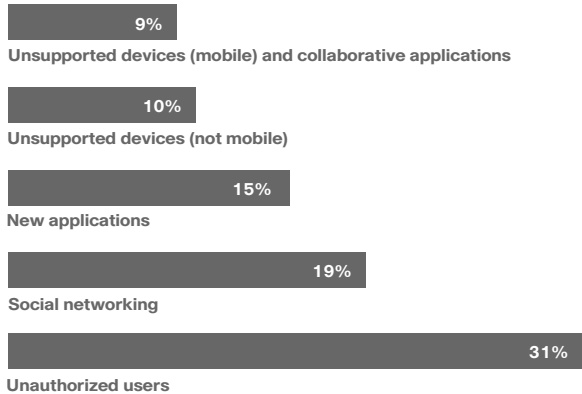 9%
Unsupported devices (mobile) and collaborative applications
10%
Unsupported devices (not mobile)
15%
New applications
19%
Social networking
31%
Unauthorized users